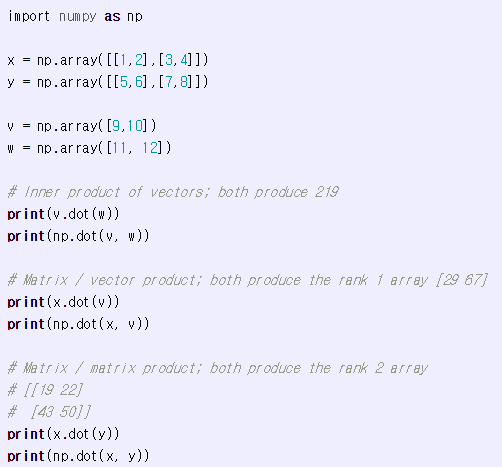 import numpy as np
x = np.array([[1,2],[3,4]])
y = np.array([[5,6],[7,8]])
v = np.array([9,10])
w = np.array([11, 12])
# Inner product of vectors; both produce 219
print(v.dot(w))
print(np.dot(v, w))
# Matrix / vector product; both produce the rank 1 array [29 67]
print(x.dot(v))
print(np.dot(x, v))
# Matrix / matrix product; both produce the rank 2 array
# [[19 22]
#  [43 50]]
print(x.dot(y))
print(np.dot(x, y))